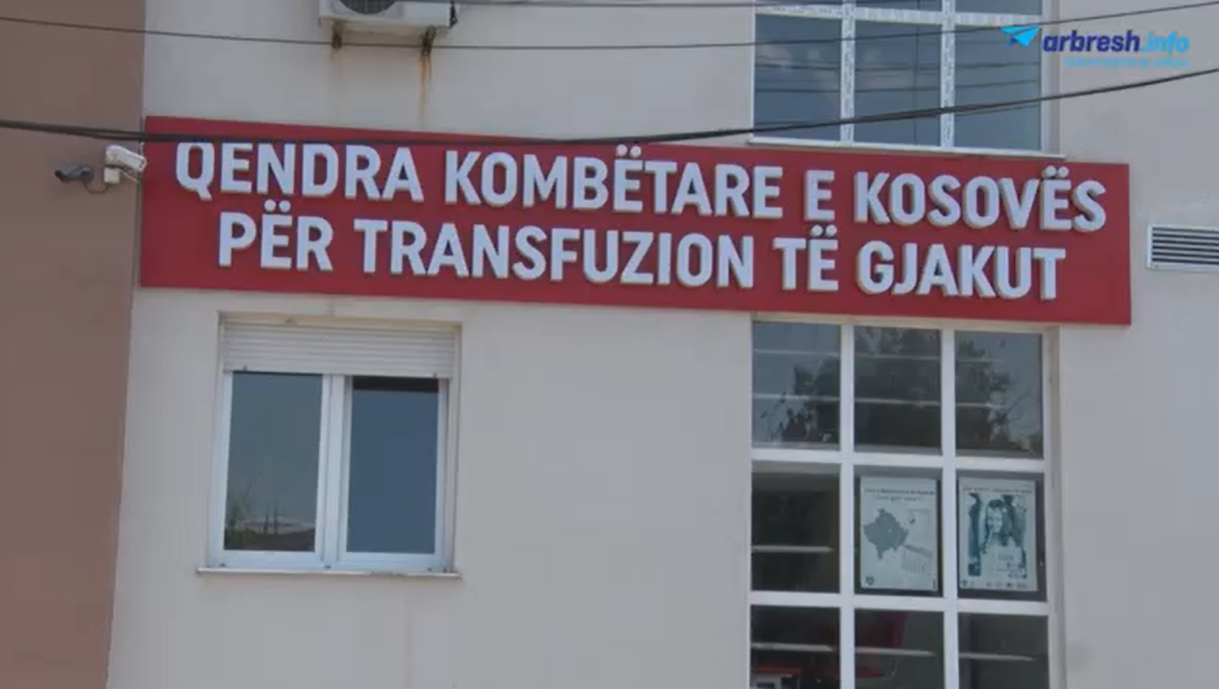 arbresh.info
QENDRA KOMBËTARE E KOSOVËS
PËR TRANSFUZION TË GJAKUT